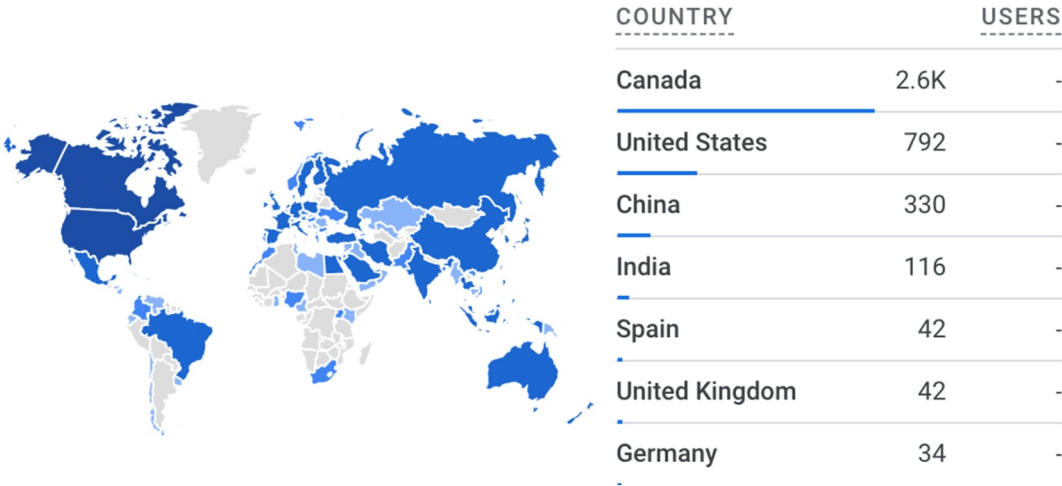 COUNTRY USERS
Canada 2.6K -
United States 792 -
China 330 -
India 116 -
Spain 42 -
United Kingdom 42 -
Germany 34 -